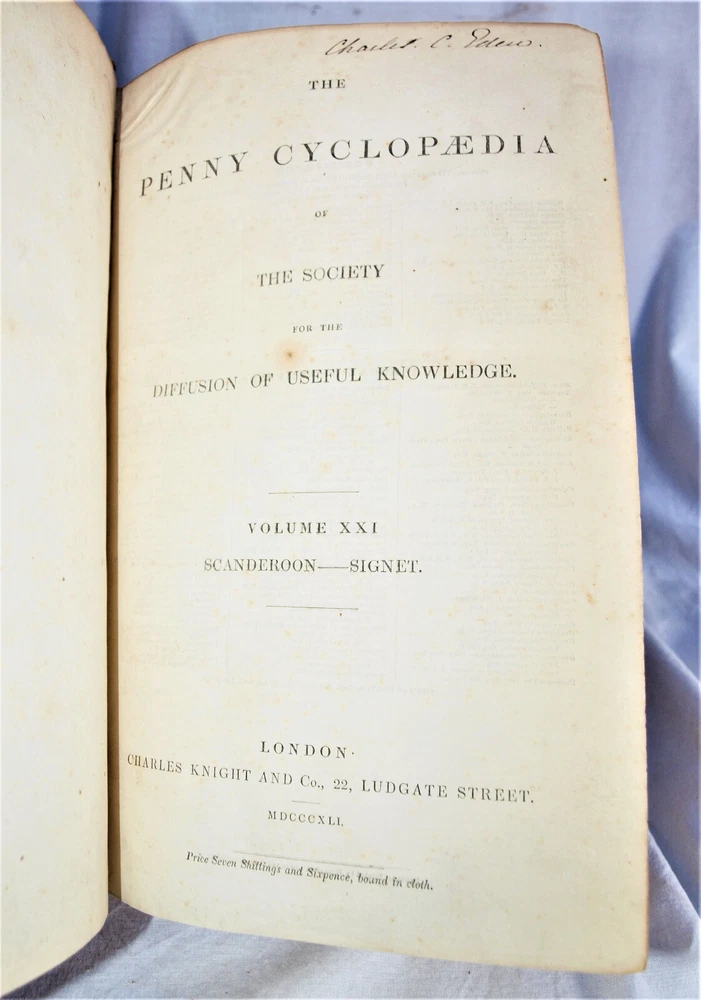 Charles. C. Eden.
THE
PENNY CYCLOPÆDIA
OF
THE SOCIETY
FOR THE
DIFFUSION OF USEFUL KNOWLEDGE.
VOLUME XXI
SCANDEROON——SIGNET.
LONDON
CHARLES KNIGHT AND Co., 22, LUDGATE STREET.
MDCCCXLI.
Price Seven Shillings and Sixpence, bound in cloth.